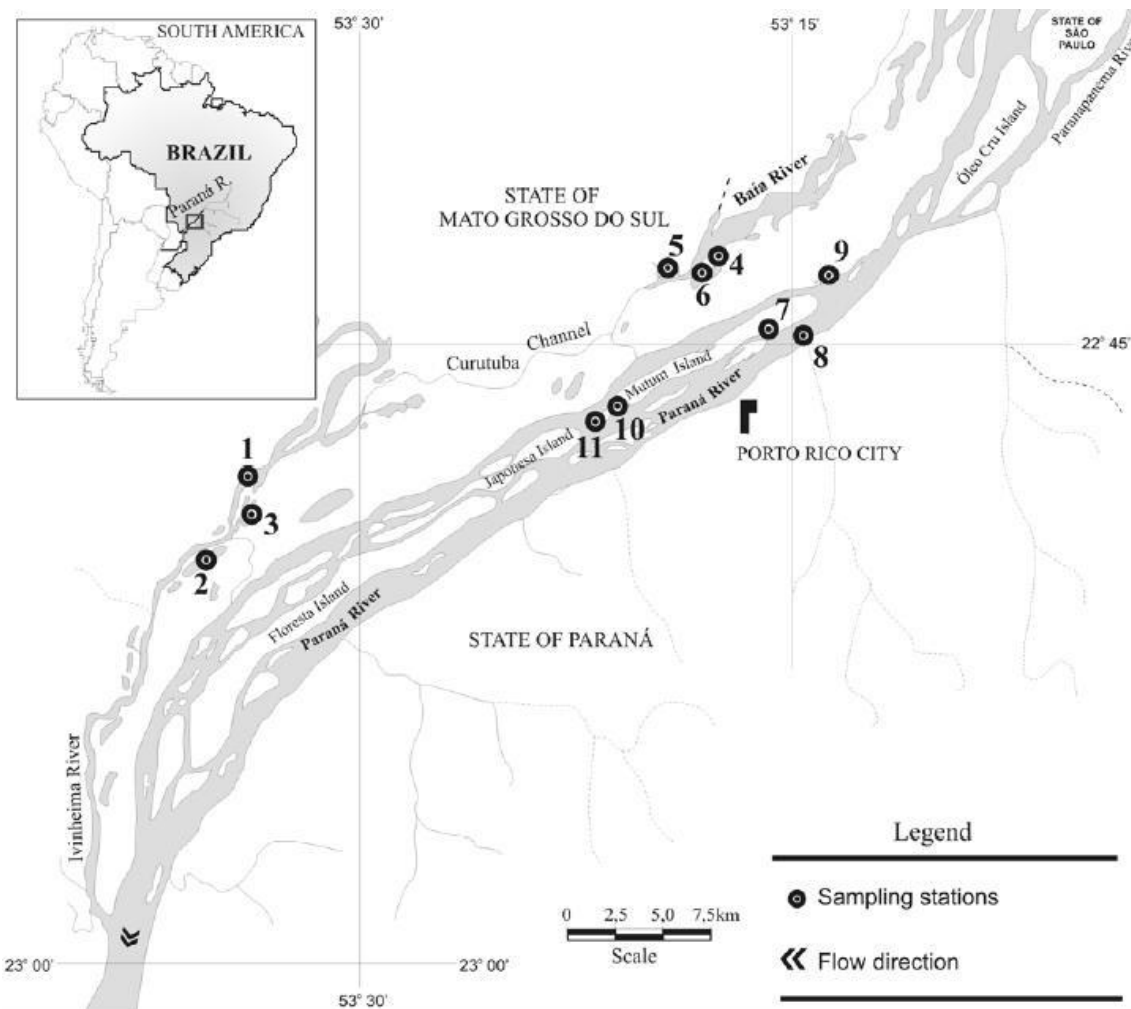 SOUTH AMERICA
BRAZIL
Paraná R.
53° 30'
53° 15'
STATE OF
SÃO
PAULO
Paranapanema River
Óleo Cru Island
Baía River
STATE OF
MATO GROSSO DO SUL
5
4
6
9
7
8
22° 45'
Curutuba Channel
Mutum Island
Paraná River
10
11
Japonesa Island
PORTO RICO CITY
1
3
2
Floresta Island
Paraná River
STATE OF PARANÁ
Ivinheima River
Legend
Sampling stations
Flow direction
0 2,5 5,0 7,5km
Scale
23° 00'
23° 00'
53° 30'